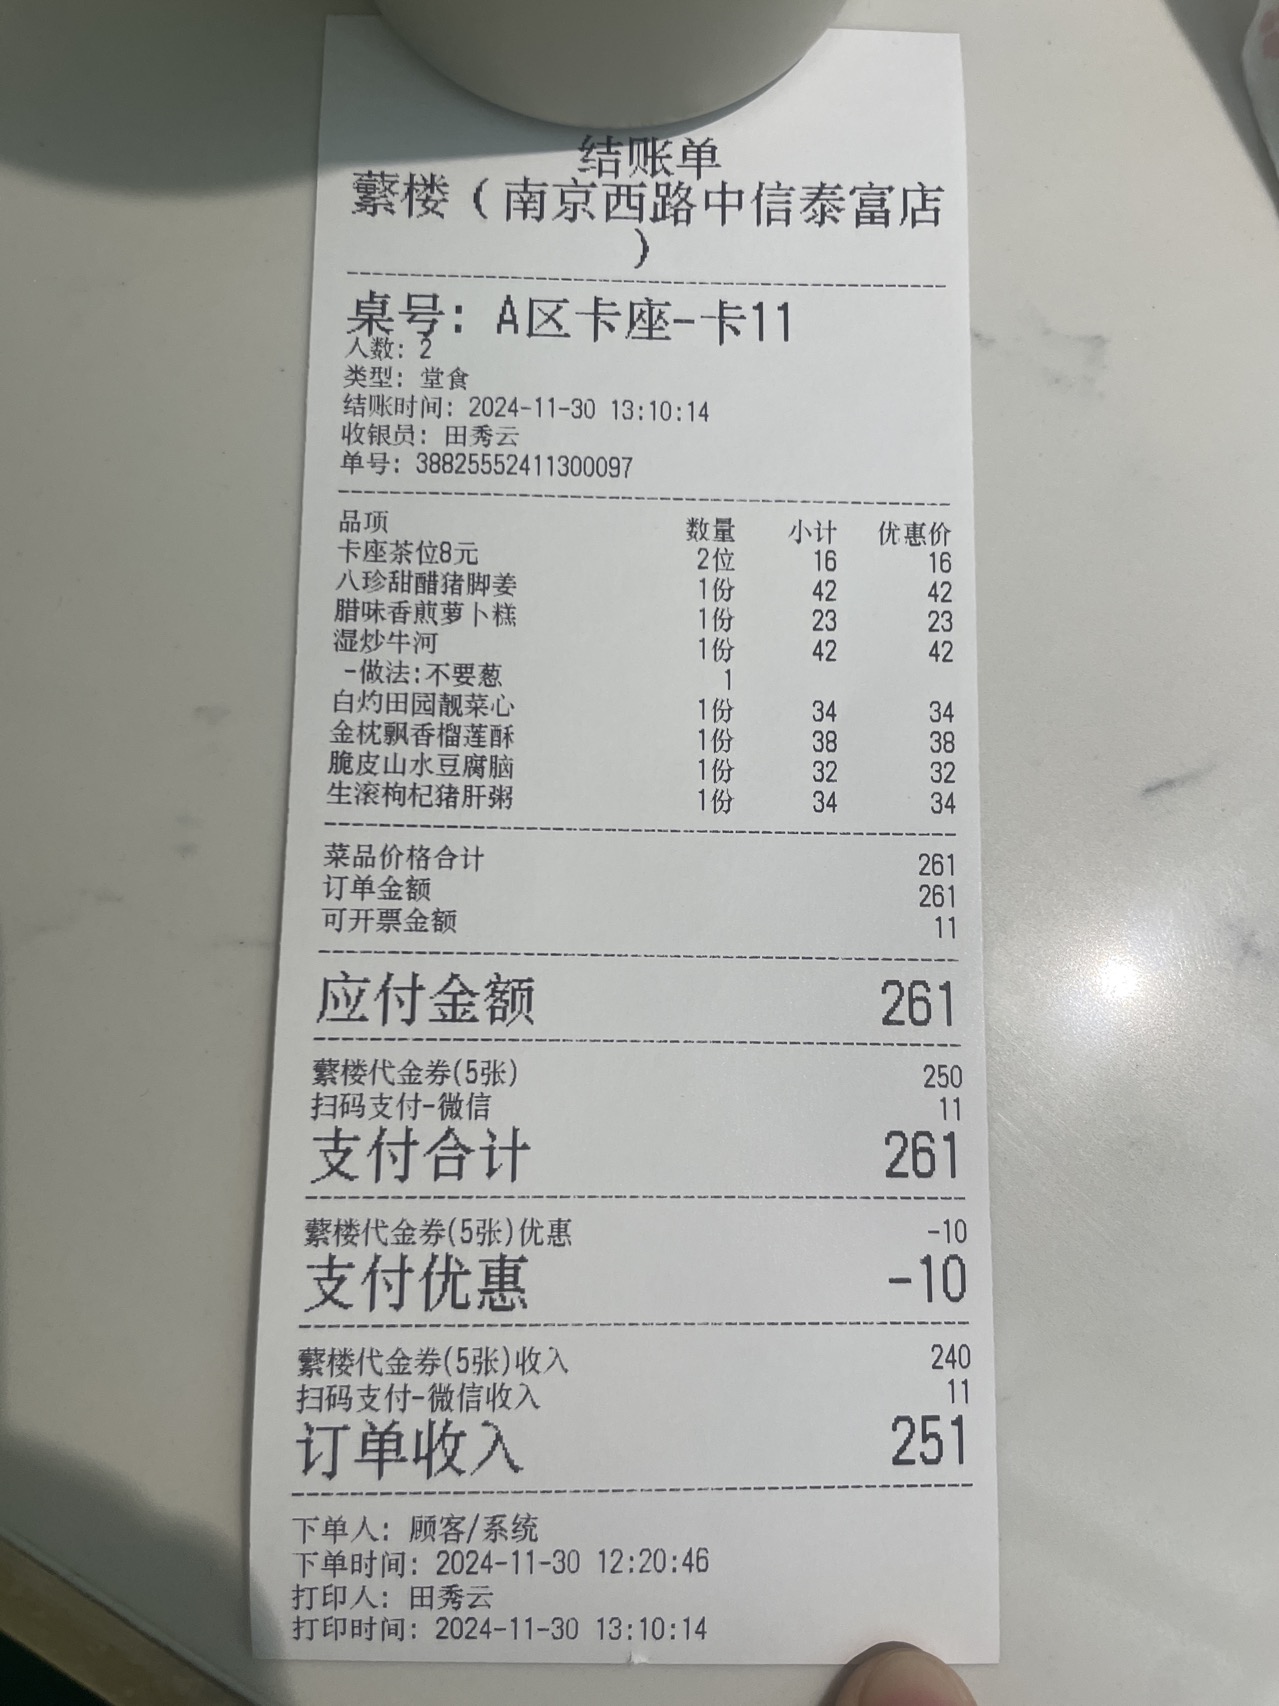 结账单
蘩楼（南京西路中信泰富店
）
桌号：A区卡座-卡11
人数：2
类型：堂食
结账时间：2024-11-30 13:10:14
收银员：田秀云
单号：38825552411300097
品项 数量 小计 优惠价
卡座茶位8元 2位 16 16
八珍甜醋猪脚姜 1份 42 42
腊味香煎萝卜糕 1份 23 23
湿炒牛河 1份 42 42
-做法:不要葱 1
白灼田园靓菜心 1份 34 34
金枕飘香榴莲酥 1份 38 38
脆皮山水豆腐脑 1份 32 32
生滚枸杞猪肝粥 1份 34 34
菜品价格合计 261
订单金额 261
可开票金额 11
应付金额 261
蘩楼代金券(5张) 250
扫码支付-微信 11
支付合计 261
蘩楼代金券(5张)优惠 -10
支付优惠 -10
蘩楼代金券(5张)收入 240
扫码支付-微信收入 11
订单收入 251
下单人：顾客/系统
下单时间：2024-11-30 12:20:46
打印人：田秀云
打印时间：2024-11-30 13:10:14